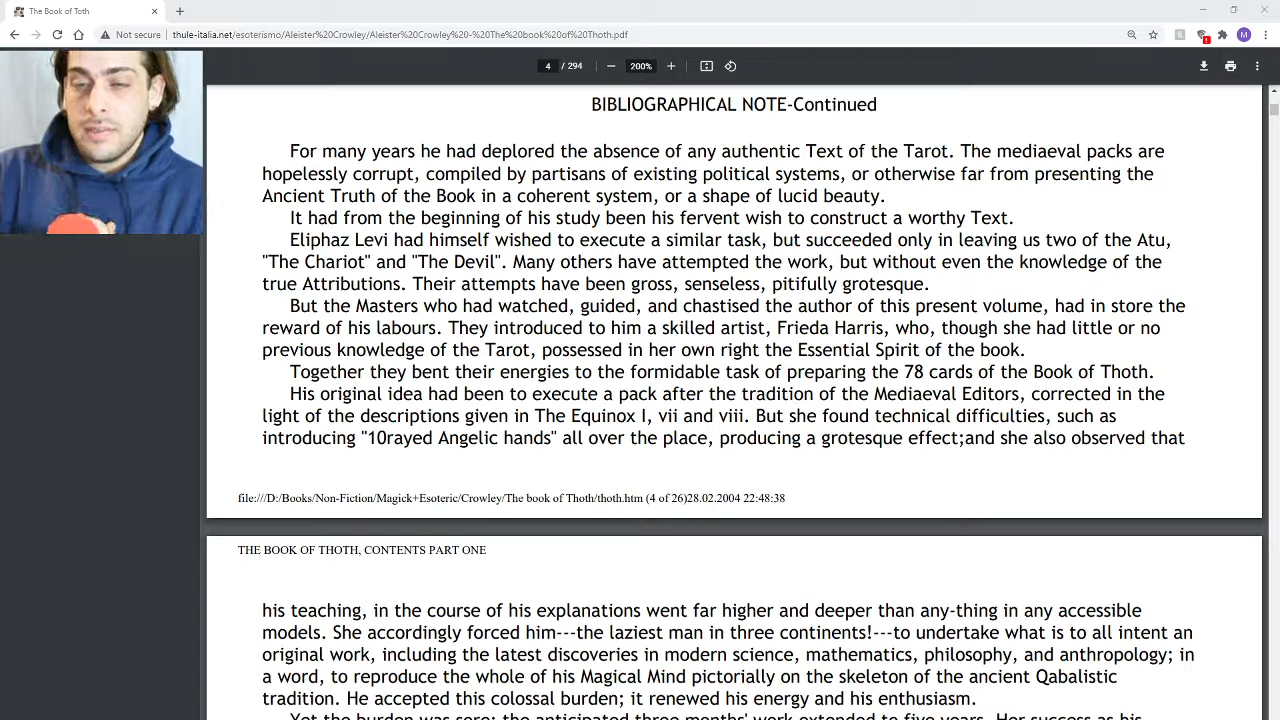 The Book of Toth
Not secure | thule-italia.net/esoterismo/Aleister%20Crowley/Aleister%20Crowley%20-%20The%20book%20of%20Thoth.pdf
M
4 / 294
200%
BIBLIOGRAPHICAL NOTE-Continued
For many years he had deplored the absence of any authentic Text of the Tarot. The mediaeval packs are
hopelessly corrupt, compiled by partisans of existing political systems, or otherwise far from presenting the
Ancient Truth of the Book in a coherent system, or a shape of lucid beauty.
It had from the beginning of his study been his fervent wish to construct a worthy Text.
Eliphaz Levi had himself wished to execute a similar task, but succeeded only in leaving us two of the Atu,
"The Chariot" and "The Devil". Many others have attempted the work, but without even the knowledge of the
true Attributions. Their attempts have been gross, senseless, pitifully grotesque.
But the Masters who had watched, guided, and chastised the author of this present volume, had in store the
reward of his labours. They introduced to him a skilled artist, Frieda Harris, who, though she had little or no
previous knowledge of the Tarot, possessed in her own right the Essential Spirit of the book.
Together they bent their energies to the formidable task of preparing the 78 cards of the Book of Thoth.
His original idea had been to execute a pack after the tradition of the Mediaeval Editors, corrected in the
light of the descriptions given in The Equinox I, vii and viii. But she found technical difficulties, such as
introducing "10rayed Angelic hands" all over the place, producing a grotesque effect;and she also observed that
file:///D:/Books/Non-Fiction/Magick+Esoteric/Crowley/The book of Thoth/thoth.htm (4 of 26)28.02.2004 22:48:38
THE BOOK OF THOTH, CONTENTS PART ONE
his teaching, in the course of his explanations went far higher and deeper than any-thing in any accessible
models. She accordingly forced him---the laziest man in three continents!---to undertake what is to all intent an
original work, including the latest discoveries in modern science, mathematics, philosophy, and anthropology; in
a word, to reproduce the whole of his Magical Mind pictorially on the skeleton of the ancient Qabalistic
tradition. He accepted this colossal burden; it renewed his energy and his enthusiasm.
Yet the burden was sore; the anticipated three months' work extended to five years. Her success as his